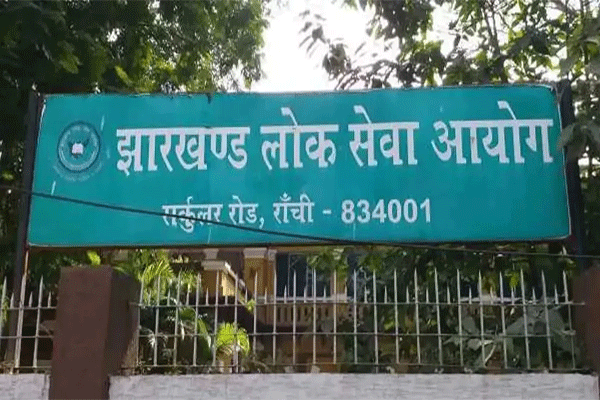 झारखण्ड लोक सेवा आयोग
सर्कुलर रोड, राँची - 834001